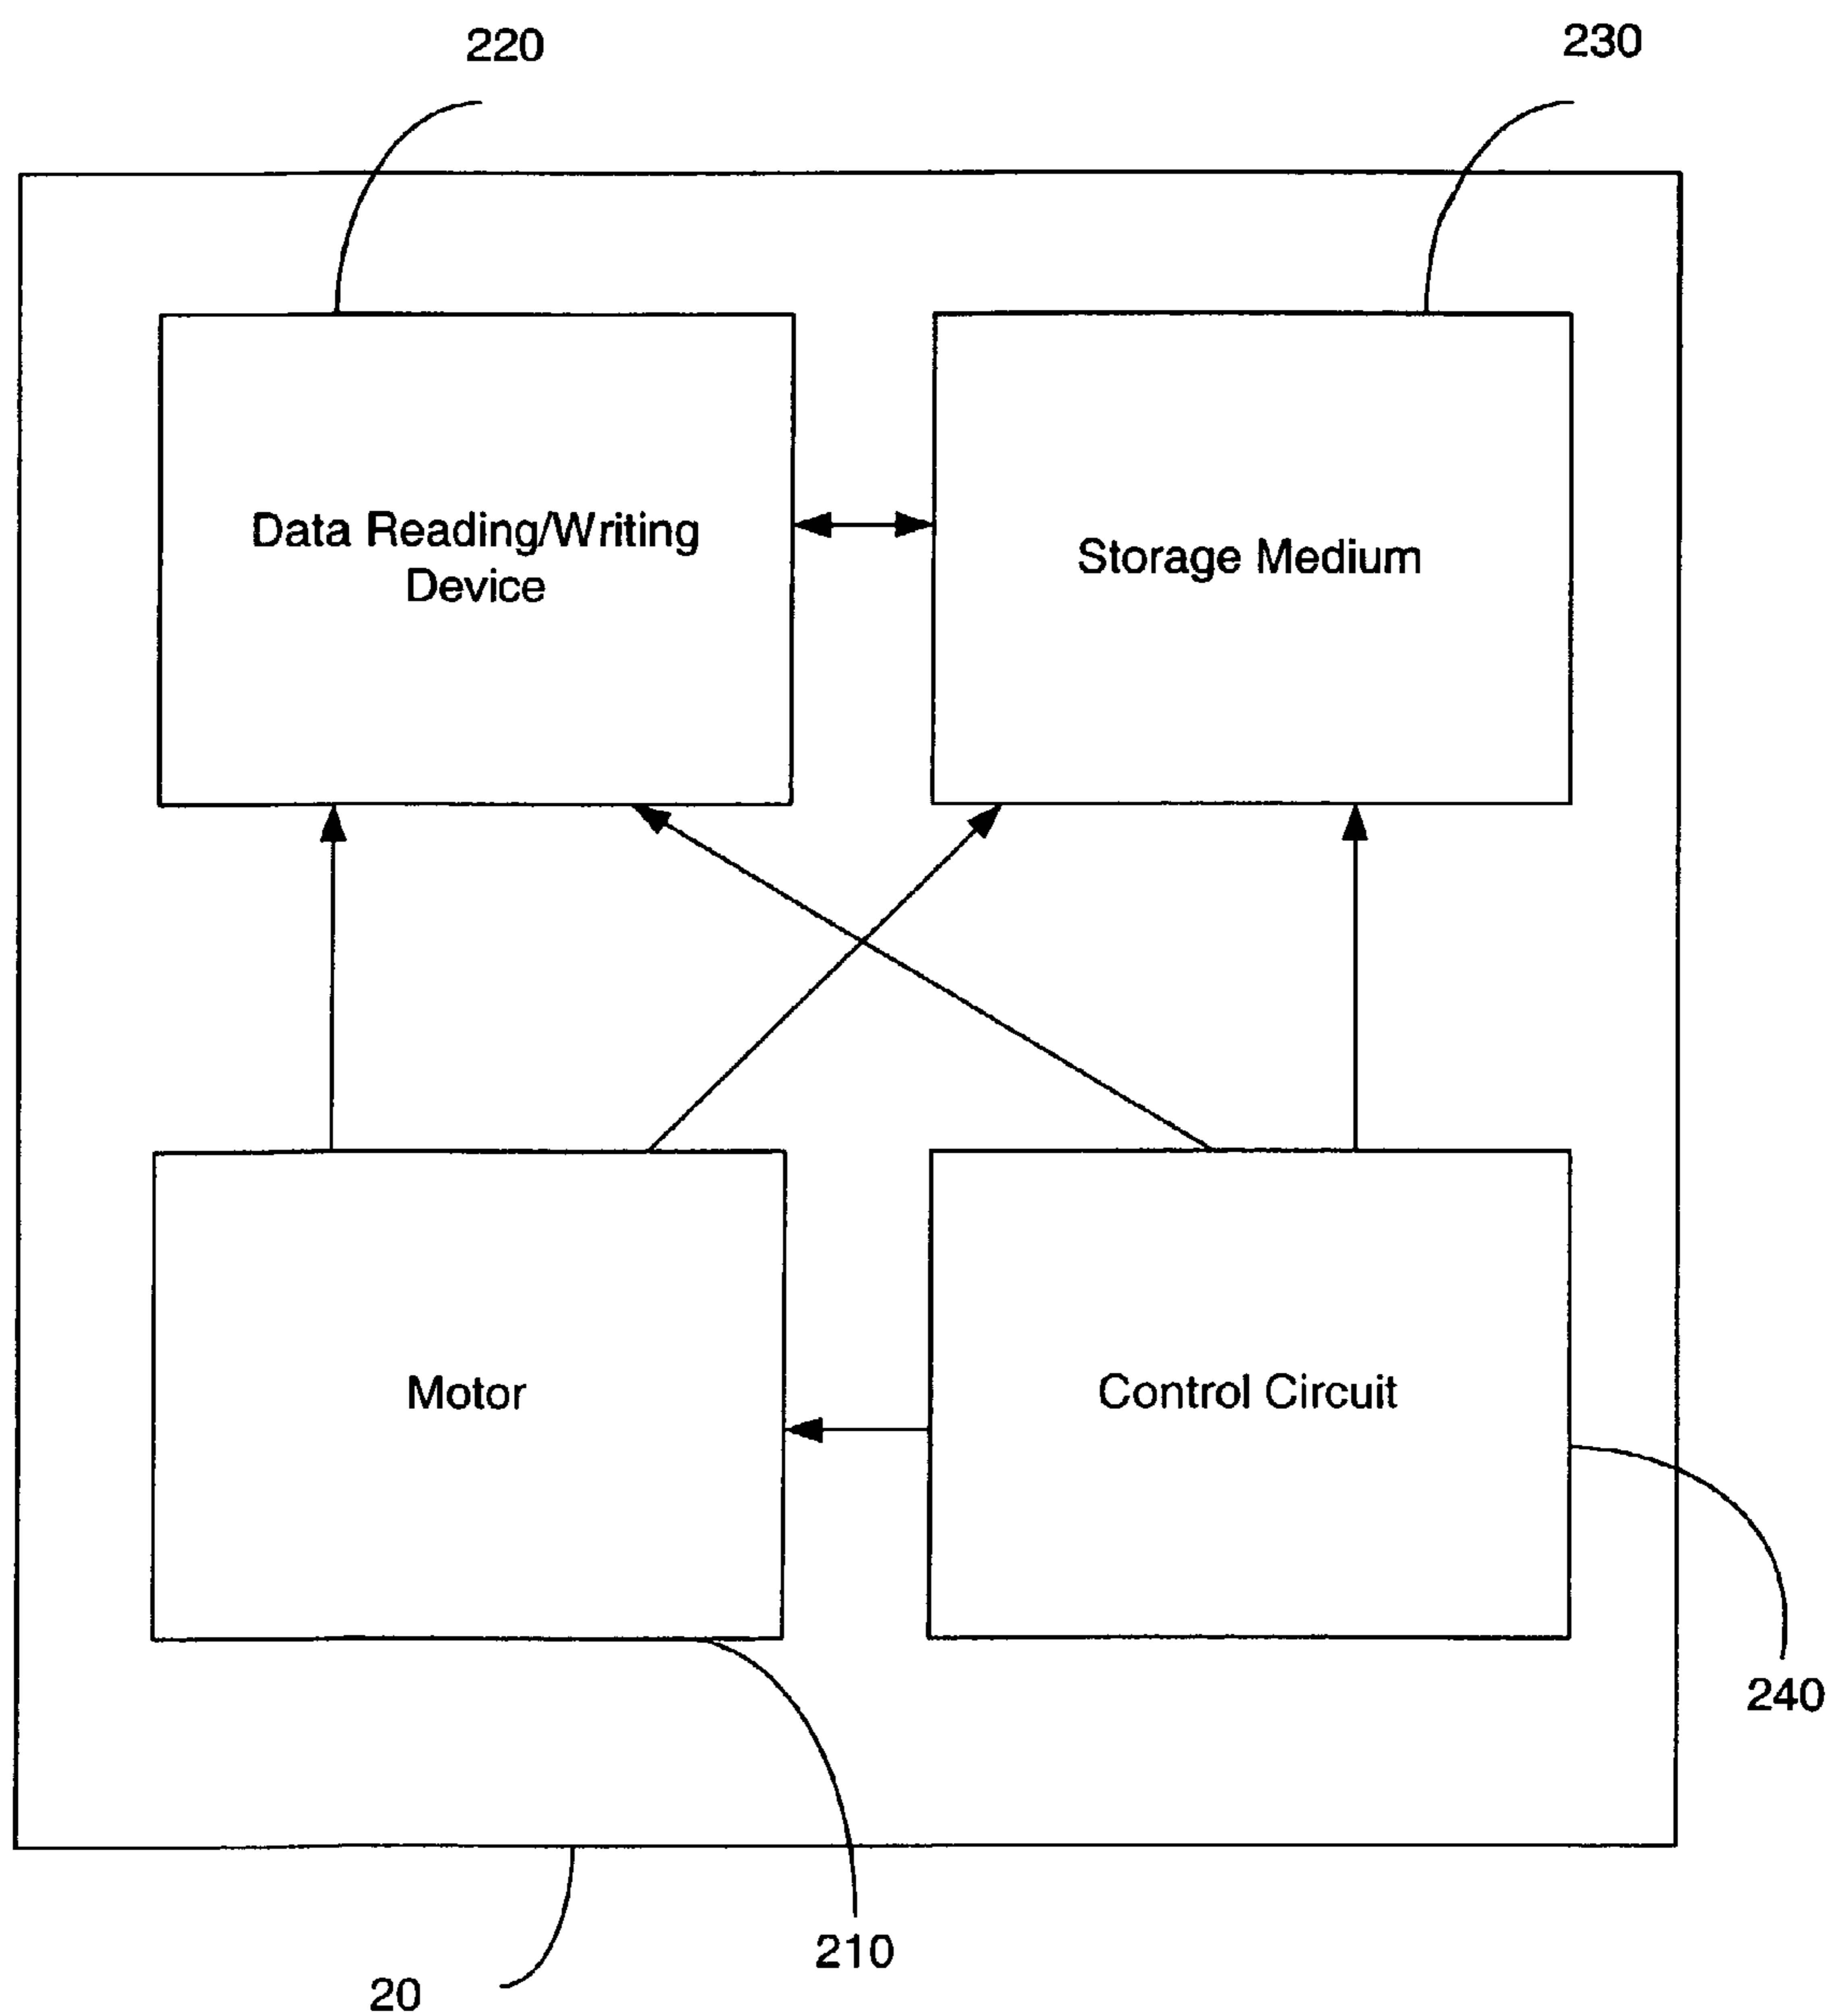 220
230
Data Reading/Writing
Device
Storage Medium
Motor
Control Circuit
240
210
20